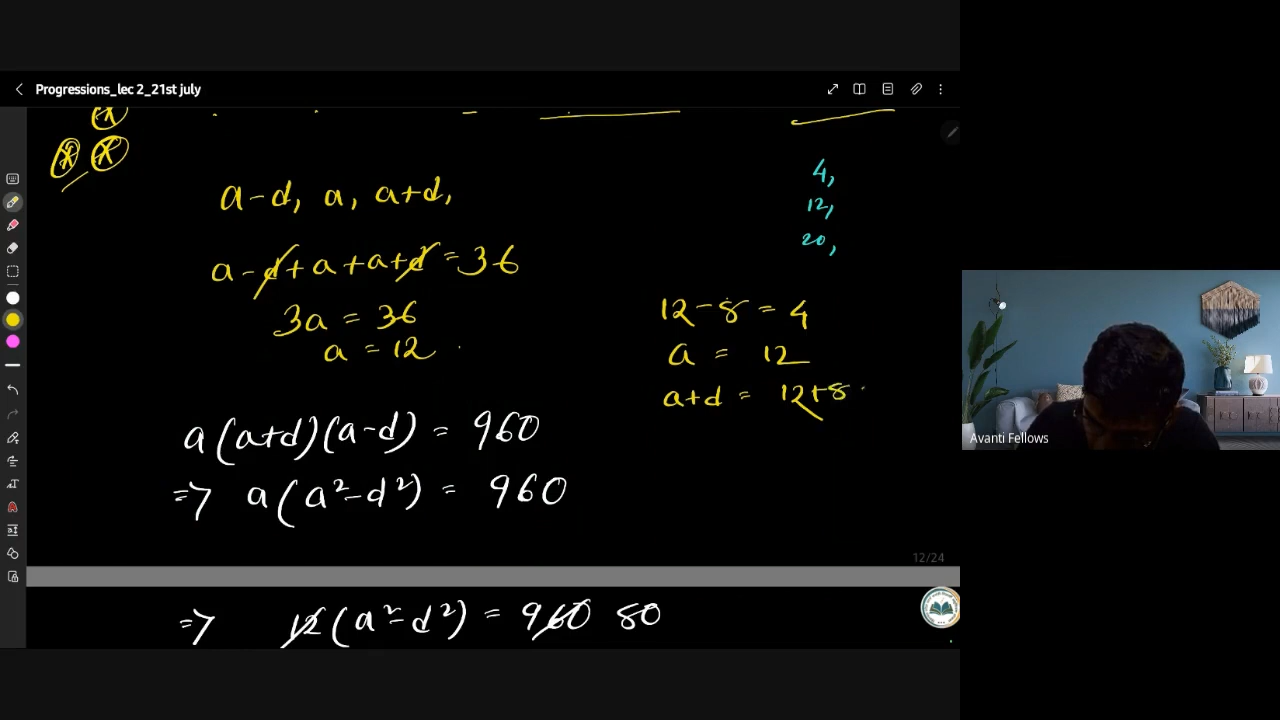 Progressions_lec 2_21st july
a-d, a, a+d,
a-d+a+a+d=36
3a = 36
a = 12
4,
12,
20,
12-8 = 4
a = 12
a+d = 12+8
a(a+d)(a-d) = 960
=> a(a²-d²) = 960
12/24
=> 12(a²-d²) = 960 80
Avanti Fellows